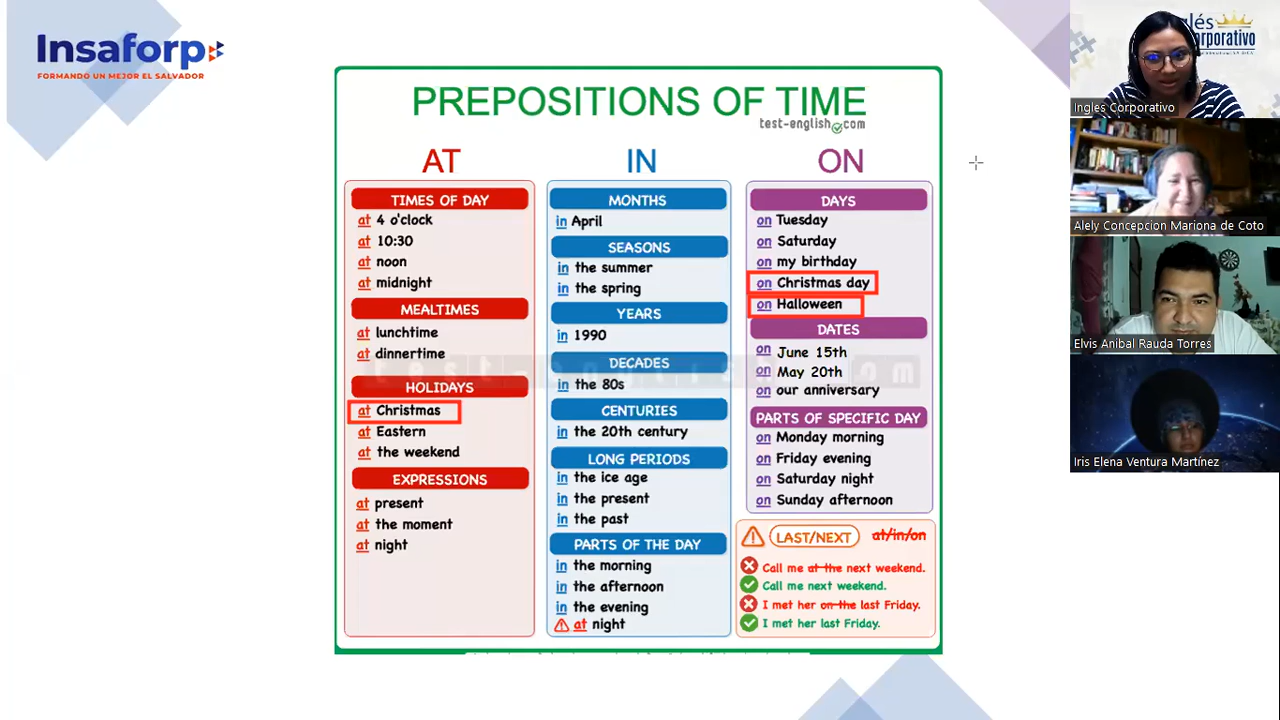 Insaforp
FORMANDO UN MEJOR EL SALVADOR
PREPOSITIONS OF TIME
test-english.com
AT
TIMES OF DAY
at 4 o'clock
at 10:30
at noon
at midnight
MEALTIMES
at lunchtime
at dinnertime
HOLIDAYS
at Christmas
at Eastern
at the weekend
EXPRESSIONS
at present
at the moment
at night
IN
MONTHS
in April
SEASONS
in the summer
in the spring
YEARS
in 1990
DECADES
in the 80s
CENTURIES
in the 20th century
LONG PERIODS
in the ice age
in the present
in the past
PARTS OF THE DAY
in the morning
in the afternoon
in the evening
at night
ON
DAYS
on Tuesday
on Saturday
on my birthday
on Christmas day
on Halloween
DATES
on June 15th
on May 20th
on our anniversary
PARTS OF SPECIFIC DAY
on Monday morning
on Friday evening
on Saturday night
on Sunday afternoon
LAST/NEXT at/in/on
Call me at the next weekend.
Call me next weekend.
I met her on the last Friday.
I met her last Friday.
Ingles Corporativo
Alely Concepcion Mariona de Coto
Elvis Anibal Rauda Torres
Iris Elena Ventura Martínez